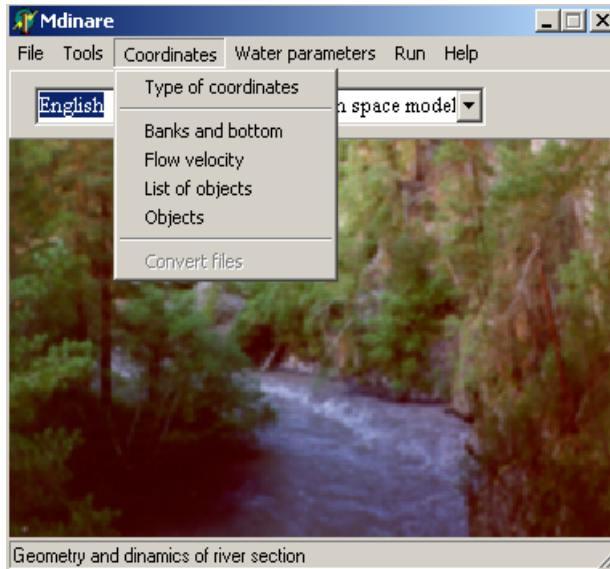 Mdinare
File Tools Coordinates Water parameters Run Help
English
n space model
Type of coordinates
Banks and bottom
Flow velocity
List of objects
Objects
Convert files
Geometry and dinamics of river section